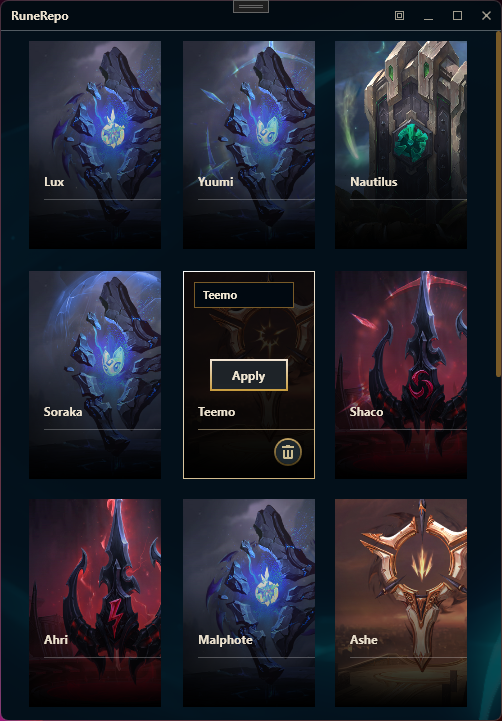 RuneRepo
Lux
Yuumi
Nautilus
Soraka
Teemo
Apply
Teemo
Shaco
Ahri
Malphote
Ashe